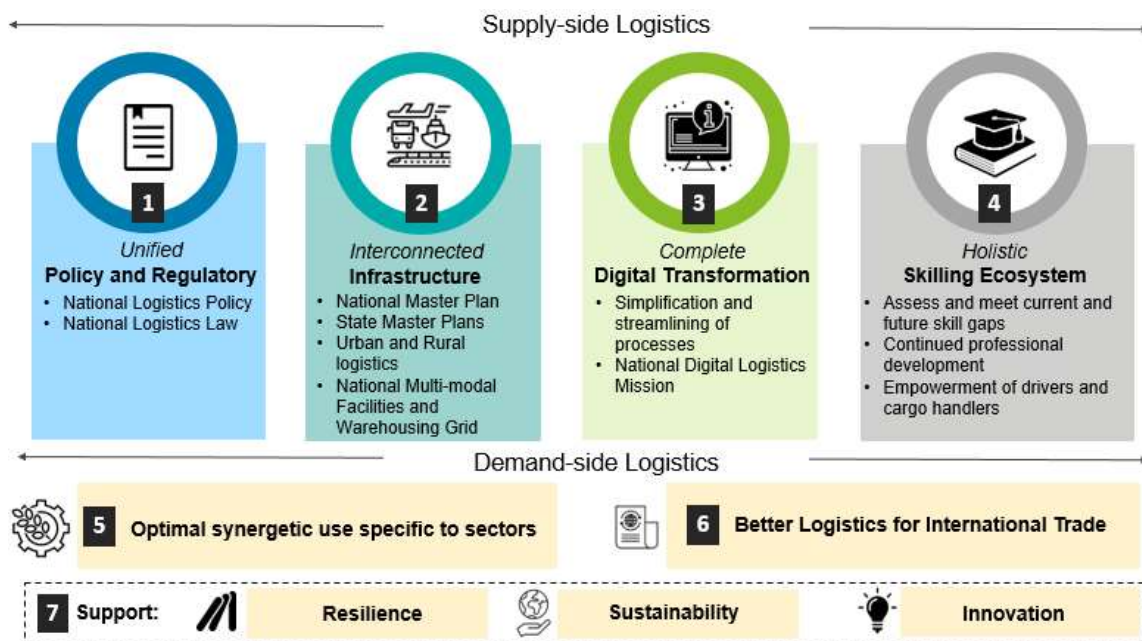 Supply-side Logistics
1
Unified
Policy and Regulatory
• National Logistics Policy
• National Logistics Law
2
Interconnected
Infrastructure
• National Master Plan
• State Master Plans
• Urban and Rural
logistics
• National Multi-modal
Facilities and
Warehousing Grid
3
Complete
Digital Transformation
• Simplification and
streamlining of
processes
• National Digital Logistics
Mission
4
Holistic
Skilling Ecosystem
• Assess and meet current and
future skill gaps
• Continued professional
development
• Empowerment of drivers and
cargo handlers
Demand-side Logistics
5 Optimal synergetic use specific to sectors
6 Better Logistics for International Trade
7 Support: Resilience Sustainability Innovation